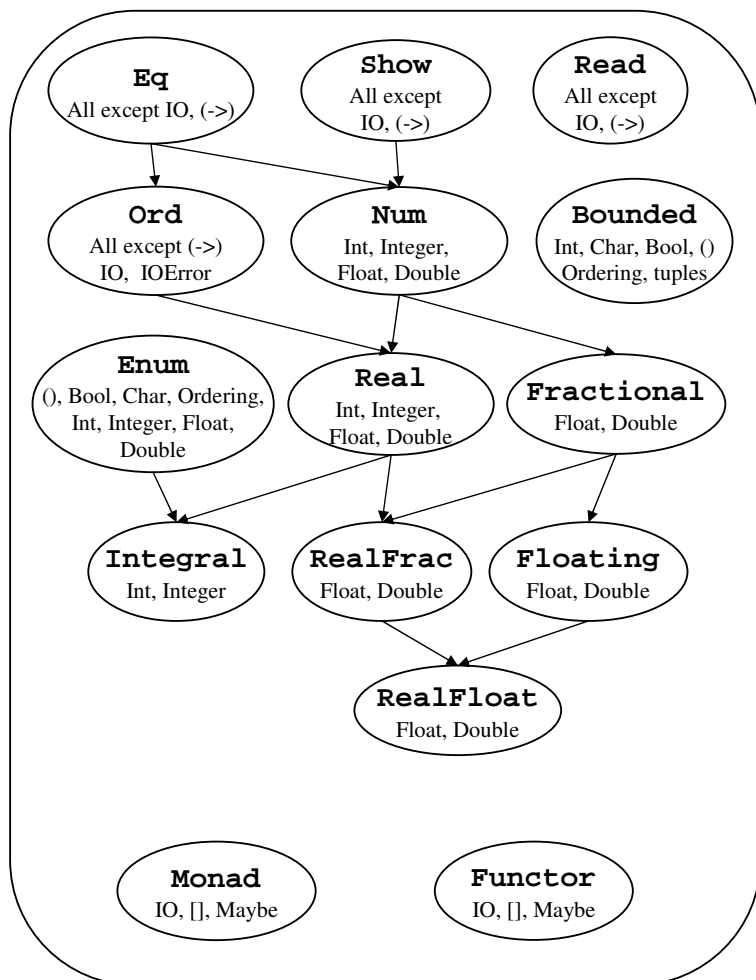 Eq
All except IO, (->)
Show
All except
IO, (->)
Read
All except
IO, (->)
Ord
All except (->)
IO, IOError
Num
Int, Integer,
Float, Double
Bounded
Int, Char, Bool, ()
Ordering, tuples
Enum
(), Bool, Char, Ordering,
Int, Integer, Float,
Double
Real
Int, Integer,
Float, Double
Fractional
Float, Double
Integral
Int, Integer
RealFrac
Float, Double
Floating
Float, Double
RealFloat
Float, Double
Monad
IO, [], Maybe
Functor
IO, [], Maybe